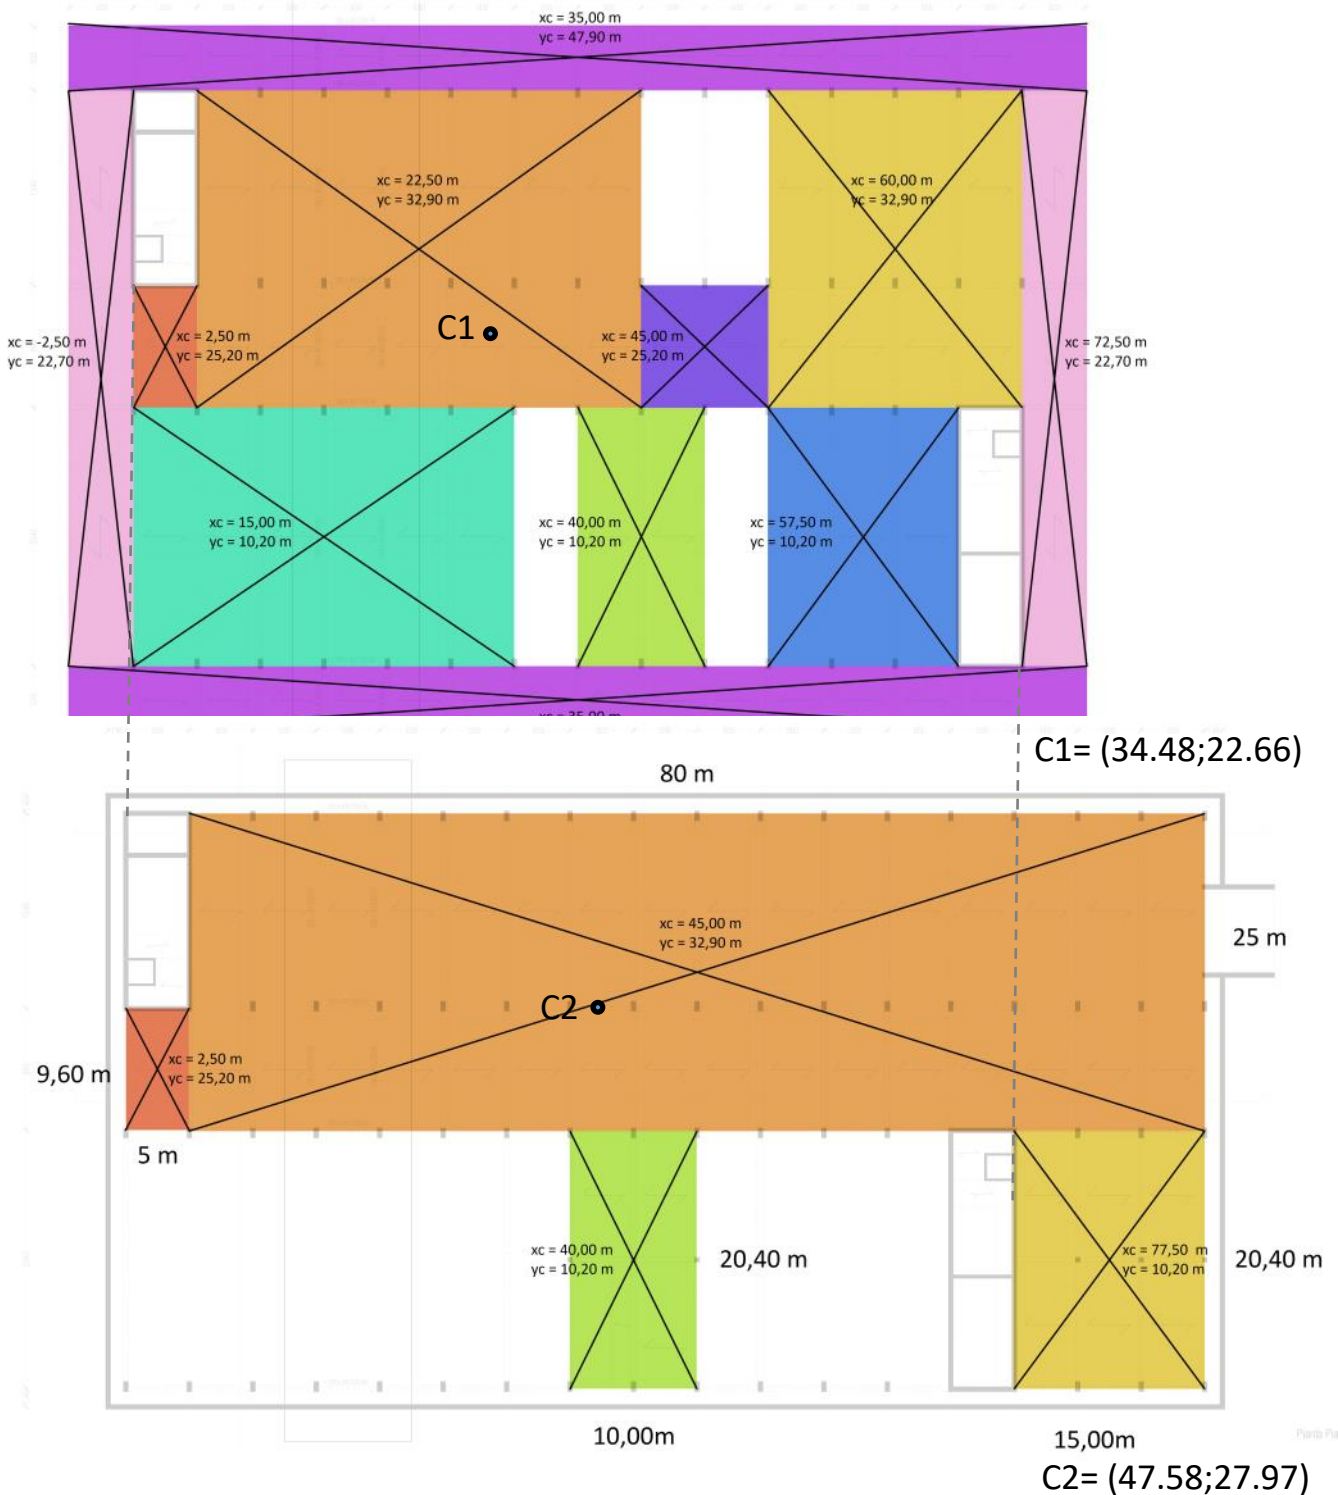 xc = 35,00 m
yc = 47,90 m
xc = 22,50 m
yc = 32,90 m
xc = 60,00 m
yc = 32,90 m
C1
xc = -2,50 m
yc = 22,70 m
xc = 2,50 m
yc = 25,20 m
xc = 45,00 m
yc = 25,20 m
xc = 72,50 m
yc = 22,70 m
xc = 15,00 m
yc = 10,20 m
xc = 40,00 m
yc = 10,20 m
xc = 57,50 m
yc = 10,20 m
xc = 35,00 m
C1= (34.48;22.66)
80 m
xc = 45,00 m
yc = 32,90 m
25 m
C2
xc = 2,50 m
yc = 25,20 m
9,60 m
5 m
xc = 40,00 m
yc = 10,20 m
20,40 m
xc = 77,50 m
yc = 10,20 m
20,40 m
10,00m
15,00m
C2= (47.58;27.97)